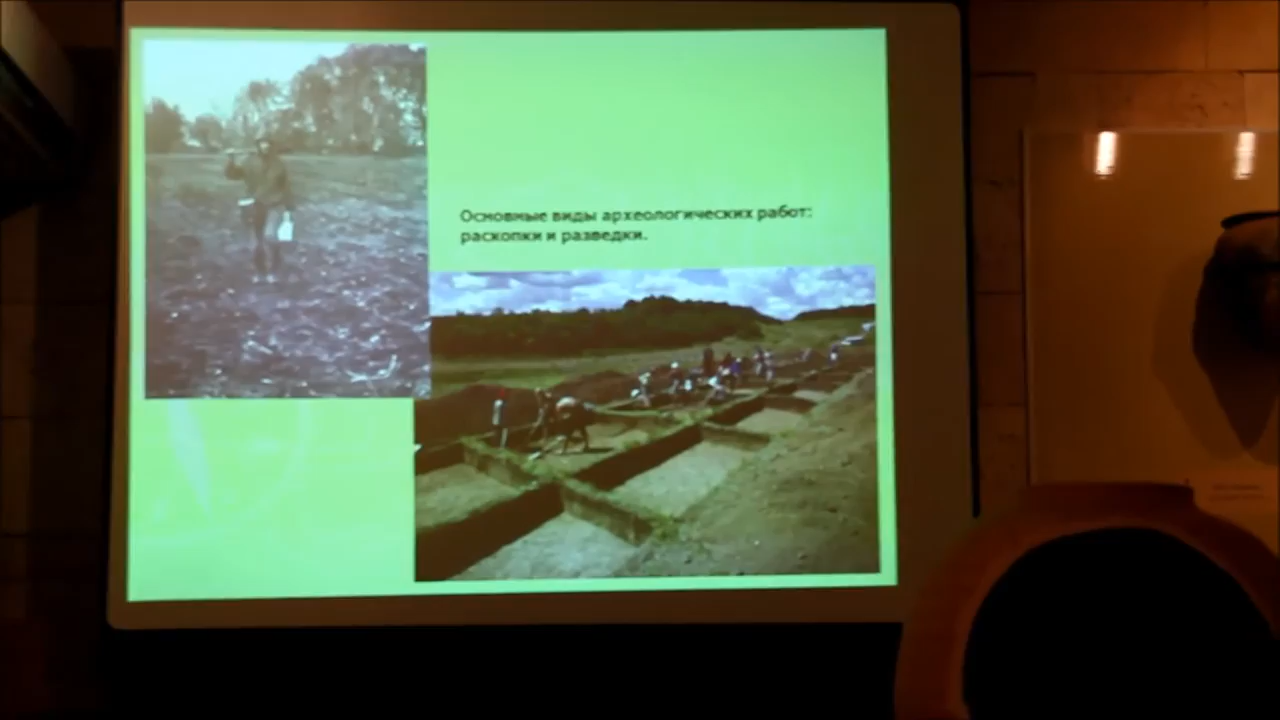 Основные виды археологических работ:
раскопки и разведки.